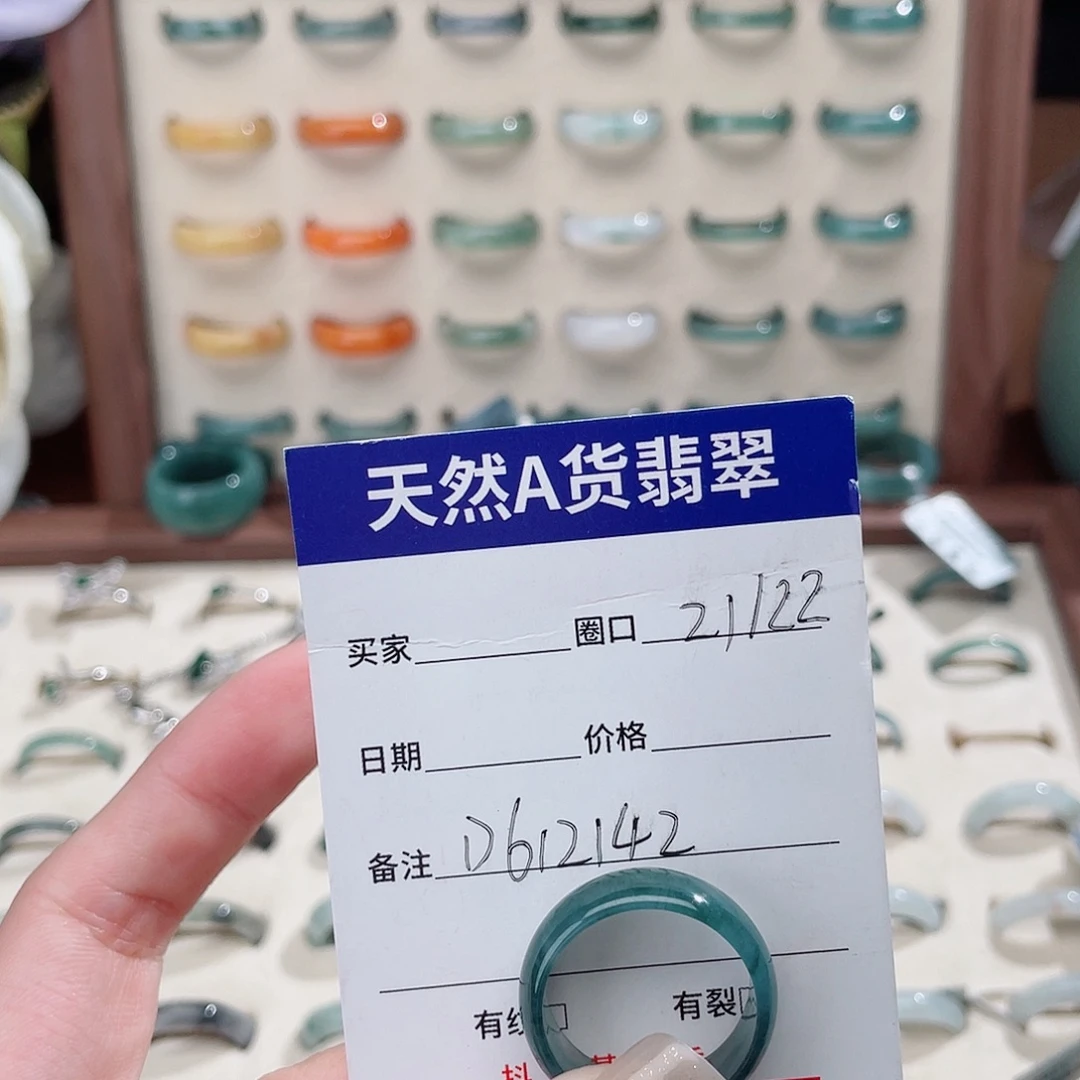 天然A货翡翠
买家 圈口 21/22
日期 价格
备注 D612142
有纹 有裂
抖